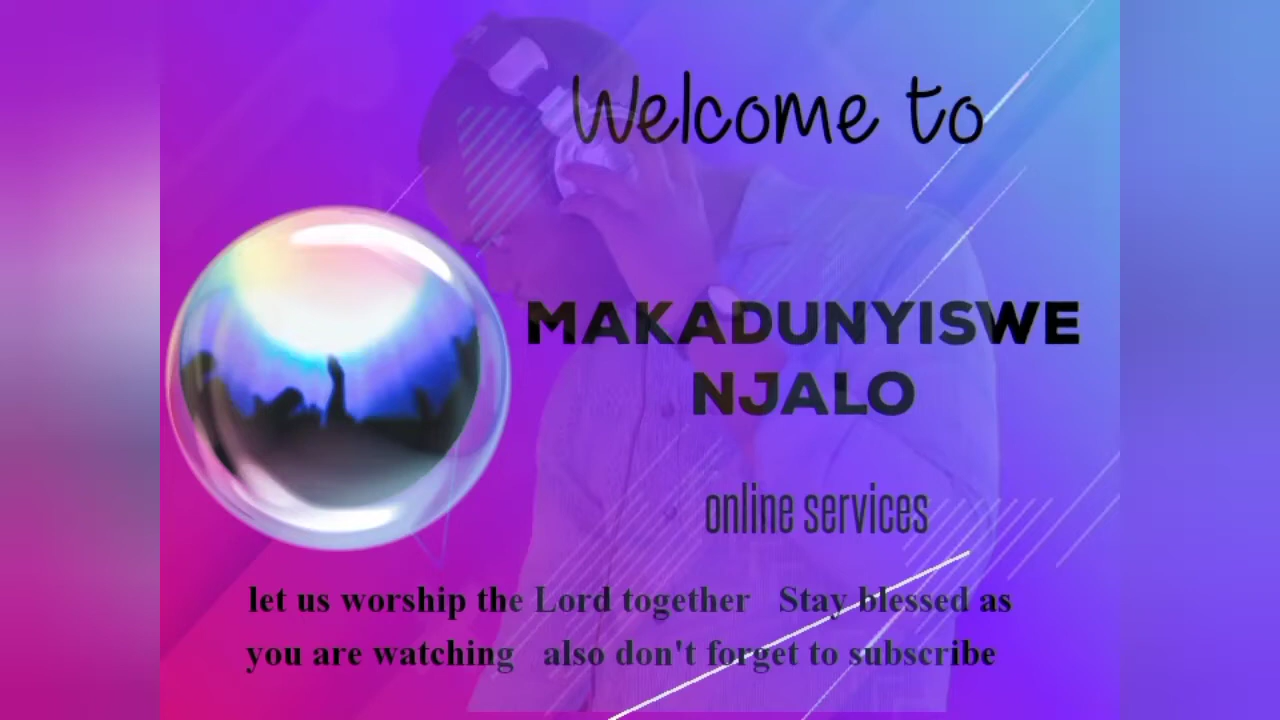 Welcome to
MAKADUNYISWE
NJALO
online services
let us worship the Lord together Stay blessed as
you are watching also don't forget to subscribe